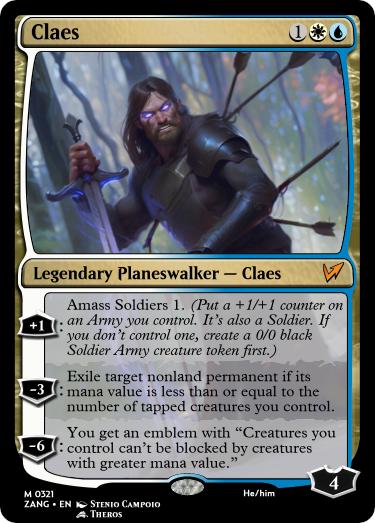 Claes 1
Legendary Planeswalker — Claes
+1: Amass Soldiers 1. (Put a +1/+1 counter on
an Army you control. It's also a Soldier. If
you don't control one, create a 0/0 black
Soldier Army creature token first.)
-3: Exile target nonland permanent if its
mana value is less than or equal to the
number of tapped creatures you control.
-6: You get an emblem with “Creatures you
control can't be blocked by creatures
with greater mana value.”
4
M 0321
ZANG • EN Stenio Campoio
Theros
He/him